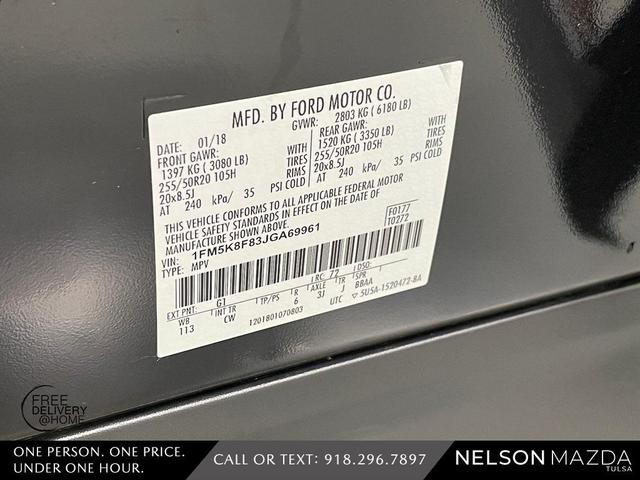 MFD. BY FORD MOTOR CO.
DATE: 01/18 GVWR: 2803 KG ( 6180 LB)
FRONT GAWR: REAR GAWR:
1397 KG ( 3080 LB) 1520 KG ( 3350 LB)
255/50R20 105H TIRES 255/50R20 105H TIRES
20x8.5J RIMS 20x8.5J RIMS
AT 240 kPa/ 35 PSI COLD AT 240 kPa/ 35 PSI COLD
THIS VEHICLE CONFORMS TO ALL APPLICABLE FEDERAL MOTOR
VEHICLE SAFETY STANDARDS IN EFFECT ON THE DATE OF
MANUFACTURE SHOWN ABOVE.
VIN: 1FM5K8F83JGA69961
TYPE: MPV
F0177
T0272
EXT PNT: G1 RC: 72 DSO:
WB INT TR TP/PS R AXLE TR SPR
113 CW 6 3J J BBAA
1201801070803 UTC ▽ 5U5A-1520472-8A
FREE
DELIVERY
@HOME
ONE PERSON. ONE PRICE.
UNDER ONE HOUR.
CALL OR TEXT: 918.296.7897
NELSON MAZDA
TULSA